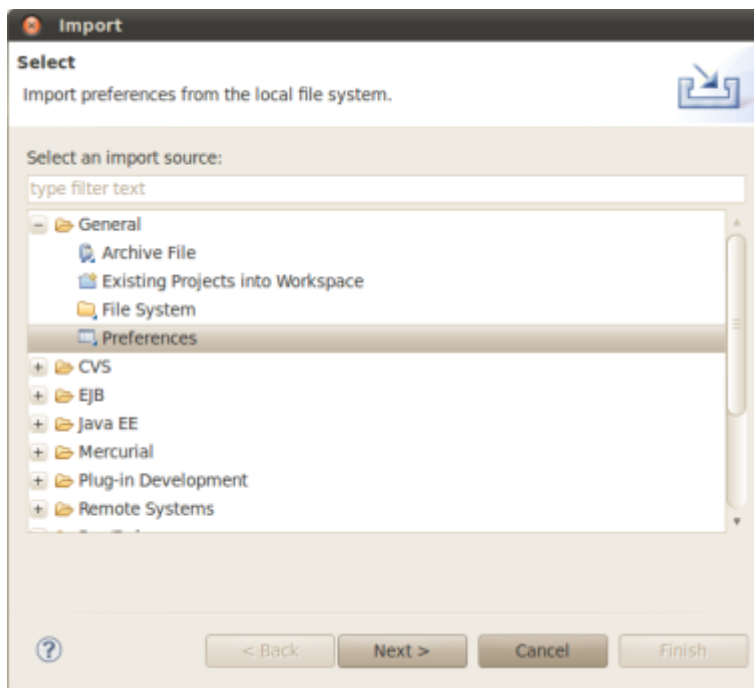 Import
Select
Import preferences from the local file system.
Select an import source:
type filter text
General
Archive File
Existing Projects into Workspace
File System
Preferences
CVS
EJB
Java EE
Mercurial
Plug-in Development
Remote Systems
< Back Next > Cancel Finish